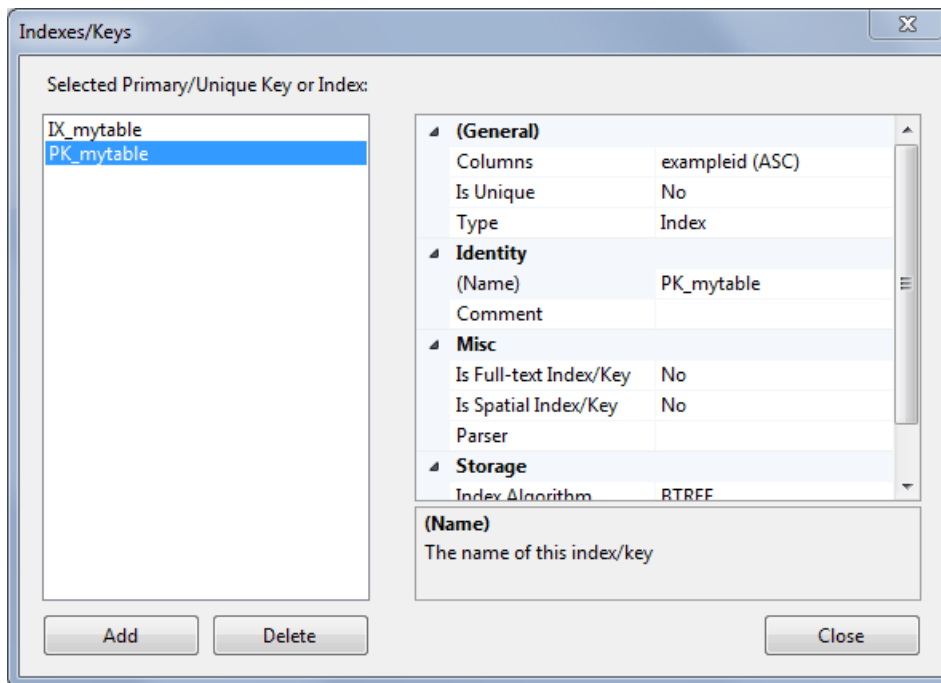 Indexes/Keys
Selected Primary/Unique Key or Index:
IX_mytable
PK_mytable
(General)
Columns exampleid (ASC)
Is Unique No
Type Index
Identity
(Name) PK_mytable
Comment
Misc
Is Full-text Index/Key No
Is Spatial Index/Key No
Parser
Storage
Index Algorithm BTREE
(Name)
The name of this index/key
Add Delete Close